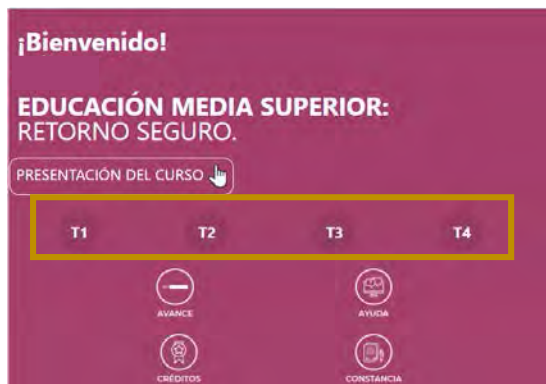 ¡Bienvenido!
EDUCACIÓN MEDIA SUPERIOR:
RETORNO SEGURO.
PRESENTACIÓN DEL CURSO
T1 T2 T3 T4
AVANCE AYUDA
CRÉDITOS CONSTANCIA